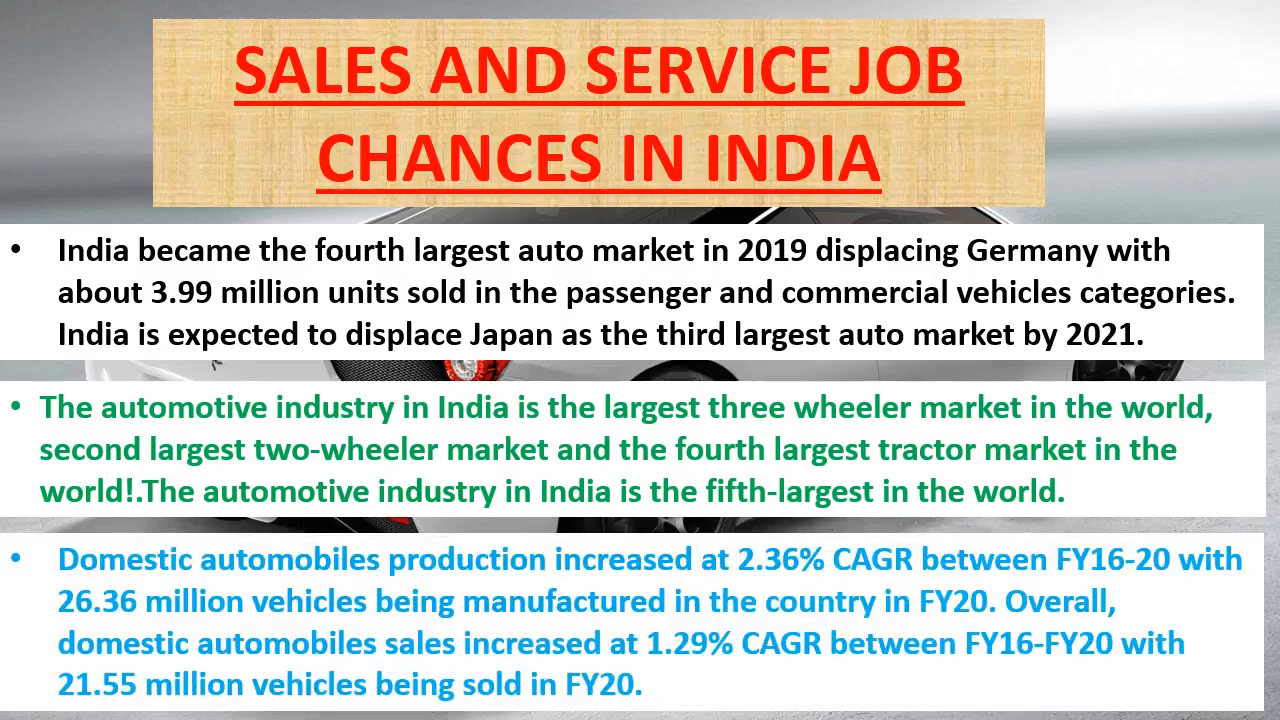 SALES AND SERVICE JOB
CHANCES IN INDIA
• India became the fourth largest auto market in 2019 displacing Germany with
about 3.99 million units sold in the passenger and commercial vehicles categories.
India is expected to displace Japan as the third largest auto market by 2021.
• The automotive industry in India is the largest three wheeler market in the world,
second largest two-wheeler market and the fourth largest tractor market in the
world!.The automotive industry in India is the fifth-largest in the world.
• Domestic automobiles production increased at 2.36% CAGR between FY16-20 with
26.36 million vehicles being manufactured in the country in FY20. Overall,
domestic automobiles sales increased at 1.29% CAGR between FY16-FY20 with
21.55 million vehicles being sold in FY20.